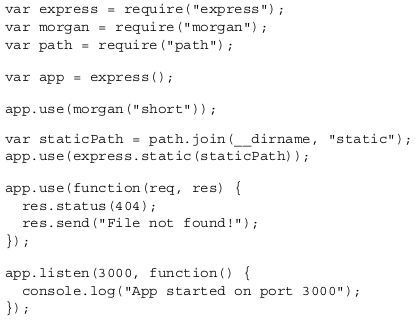 var express = require("express");
var morgan = require("morgan");
var path = require("path");
var app = express();
app.use(morgan("short"));
var staticPath = path.join(__dirname, "static");
app.use(express.static(staticPath));
app.use(function(req, res) {
  res.status(404);
  res.send("File not found!");
});
app.listen(3000, function() {
  console.log("App started on port 3000");
});